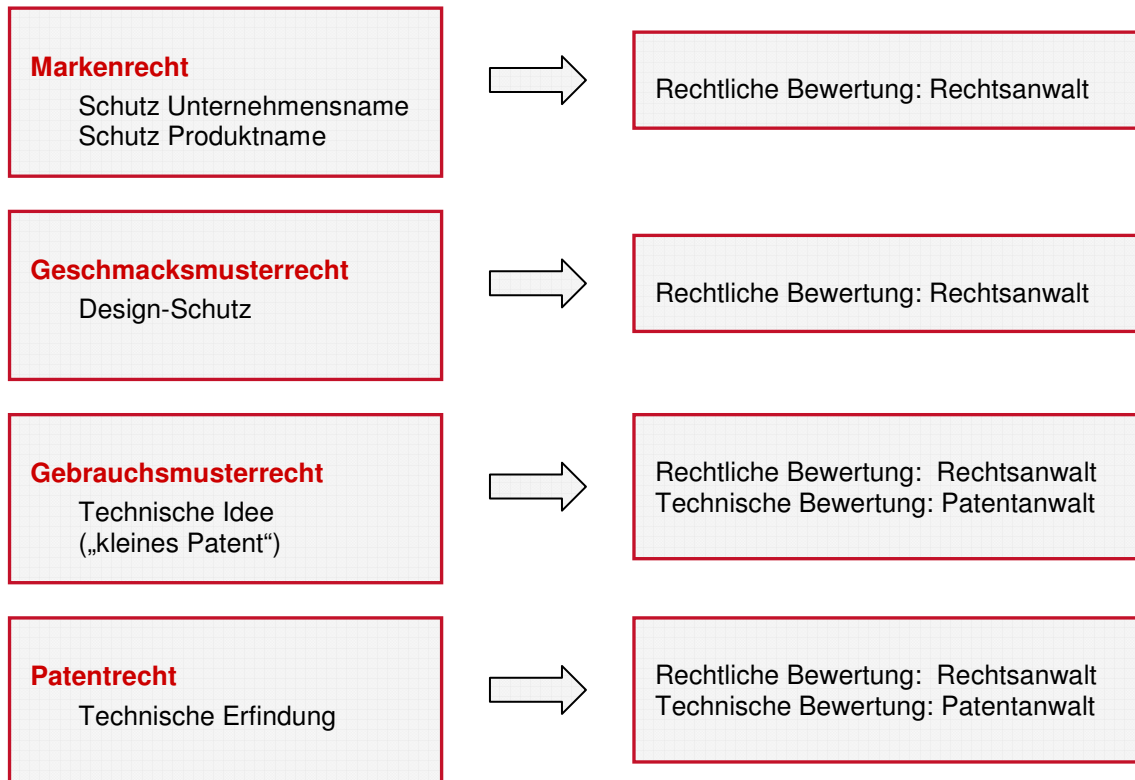 Markenrecht
Schutz Unternehmensname
Schutz Produktname
Rechtliche Bewertung: Rechtsanwalt
Geschmacksmusterrecht
Design-Schutz
Rechtliche Bewertung: Rechtsanwalt
Gebrauchsmusterrecht
Technische Idee
(„kleines Patent“)
Rechtliche Bewertung:  Rechtsanwalt
Technische Bewertung: Patentanwalt
Patentrecht
Technische Erfindung
Rechtliche Bewertung:  Rechtsanwalt
Technische Bewertung: Patentanwalt